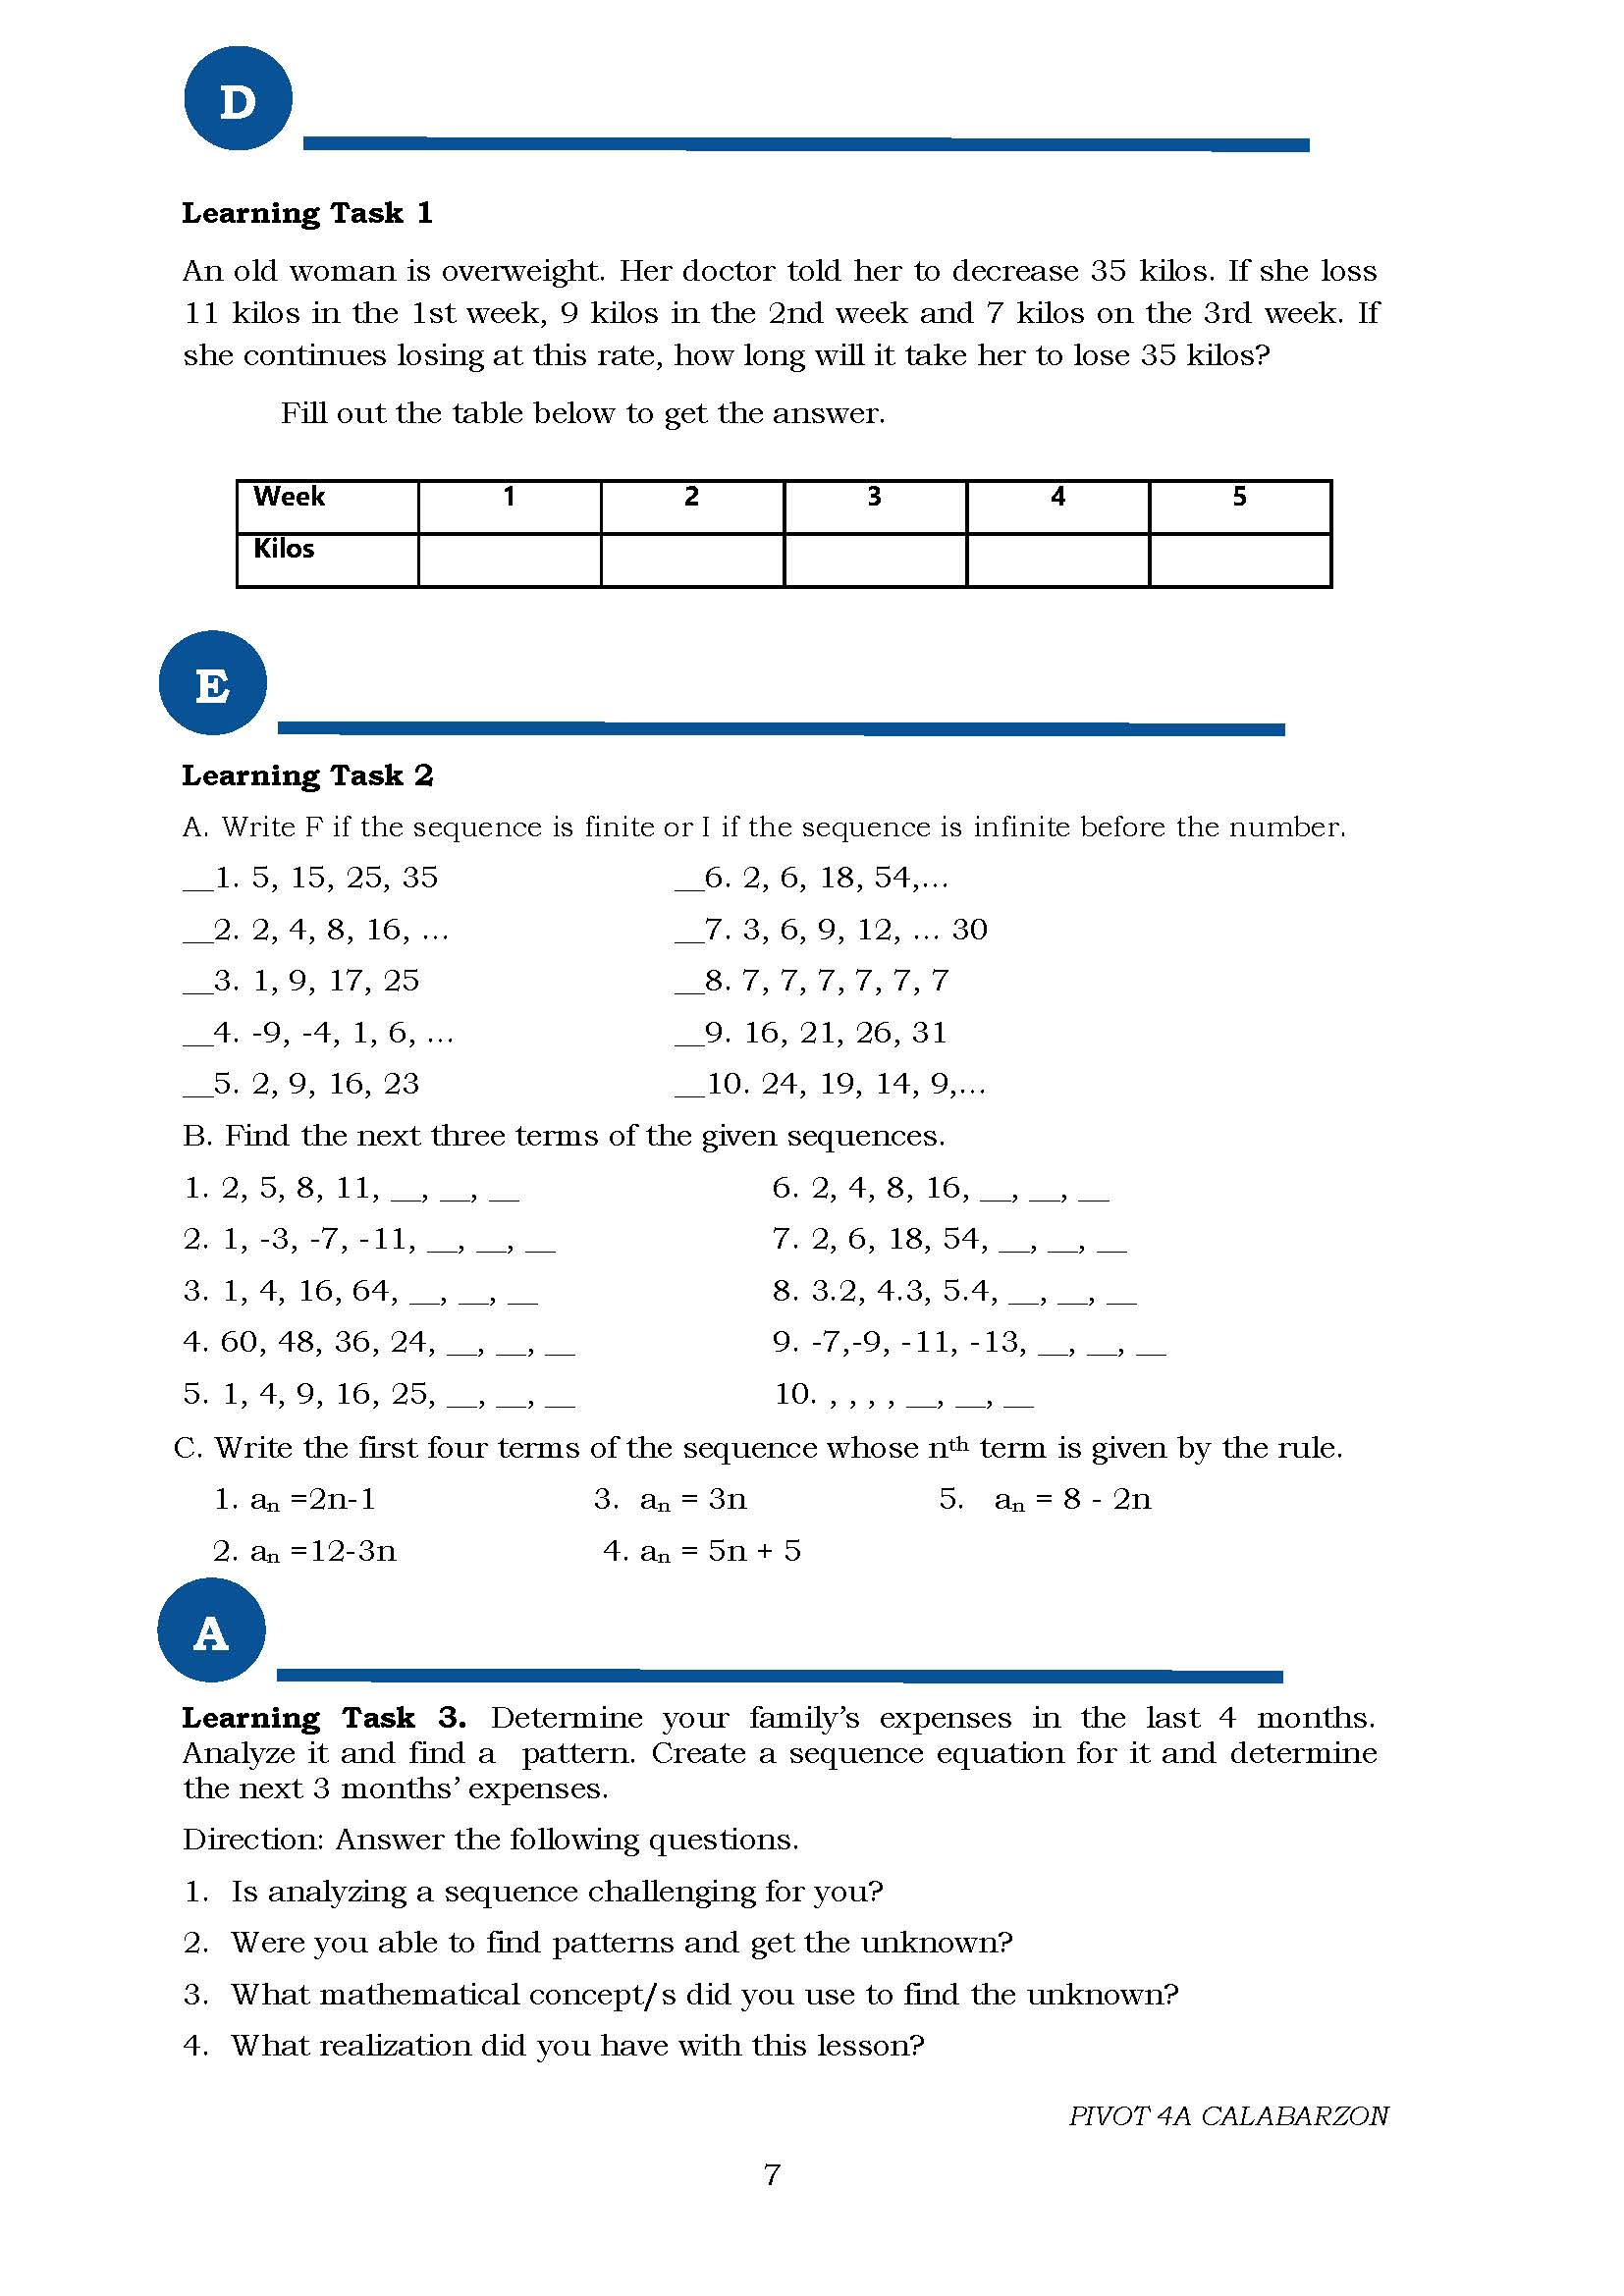 D
Learning Task 1
An old woman is overweight. Her doctor told her to decrease 35 kilos. If she loss
11 kilos in the 1st week, 9 kilos in the 2nd week and 7 kilos on the 3rd week. If
she continues losing at this rate, how long will it take her to lose 35 kilos?
Fill out the table below to get the answer.
Week 1 2 3 4 5
Kilos
E
Learning Task 2
A. Write F if the sequence is finite or I if the sequence is infinite before the number.
__1. 5, 15, 25, 35 __6. 2, 6, 18, 54,...
__2. 2, 4, 8, 16, ... __7. 3, 6, 9, 12, ... 30
__3. 1, 9, 17, 25 __8. 7, 7, 7, 7, 7, 7
__4. -9, -4, 1, 6, ... __9. 16, 21, 26, 31
__5. 2, 9, 16, 23 __10. 24, 19, 14, 9,...
B. Find the next three terms of the given sequences.
1. 2, 5, 8, 11, __, __, __ 6. 2, 4, 8, 16, __, __, __
2. 1, -3, -7, -11, __, __, __ 7. 2, 6, 18, 54, __, __, __
3. 1, 4, 16, 64, __, __, __ 8. 3.2, 4.3, 5.4, __, __, __
4. 60, 48, 36, 24, __, __, __ 9. -7,-9, -11, -13, __, __, __
5. 1, 4, 9, 16, 25, __, __, __ 10. , , , , __, __, __
C. Write the first four terms of the sequence whose nth term is given by the rule.
1. aₙ =2n-1 3. aₙ = 3n 5. aₙ = 8 - 2n
2. aₙ =12-3n 4. aₙ = 5n + 5
A
Learning Task 3. Determine your family’s expenses in the last 4 months.
Analyze it and find a pattern. Create a sequence equation for it and determine
the next 3 months’ expenses.
Direction: Answer the following questions.
1. Is analyzing a sequence challenging for you?
2. Were you able to find patterns and get the unknown?
3. What mathematical concept/s did you use to find the unknown?
4. What realization did you have with this lesson?
PIVOT 4A CALABARZON
7